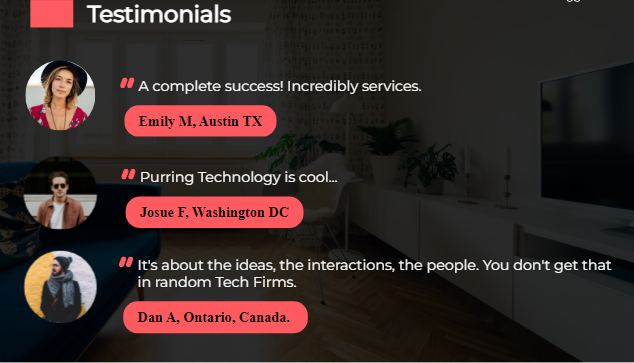 Testimonials
A complete success! Incredibly services.
Emily M, Austin TX
Purring Technology is cool...
Josue F, Washington DC
It's about the ideas, the interactions, the people. You don't get that
in random Tech Firms.
Dan A, Ontario, Canada.